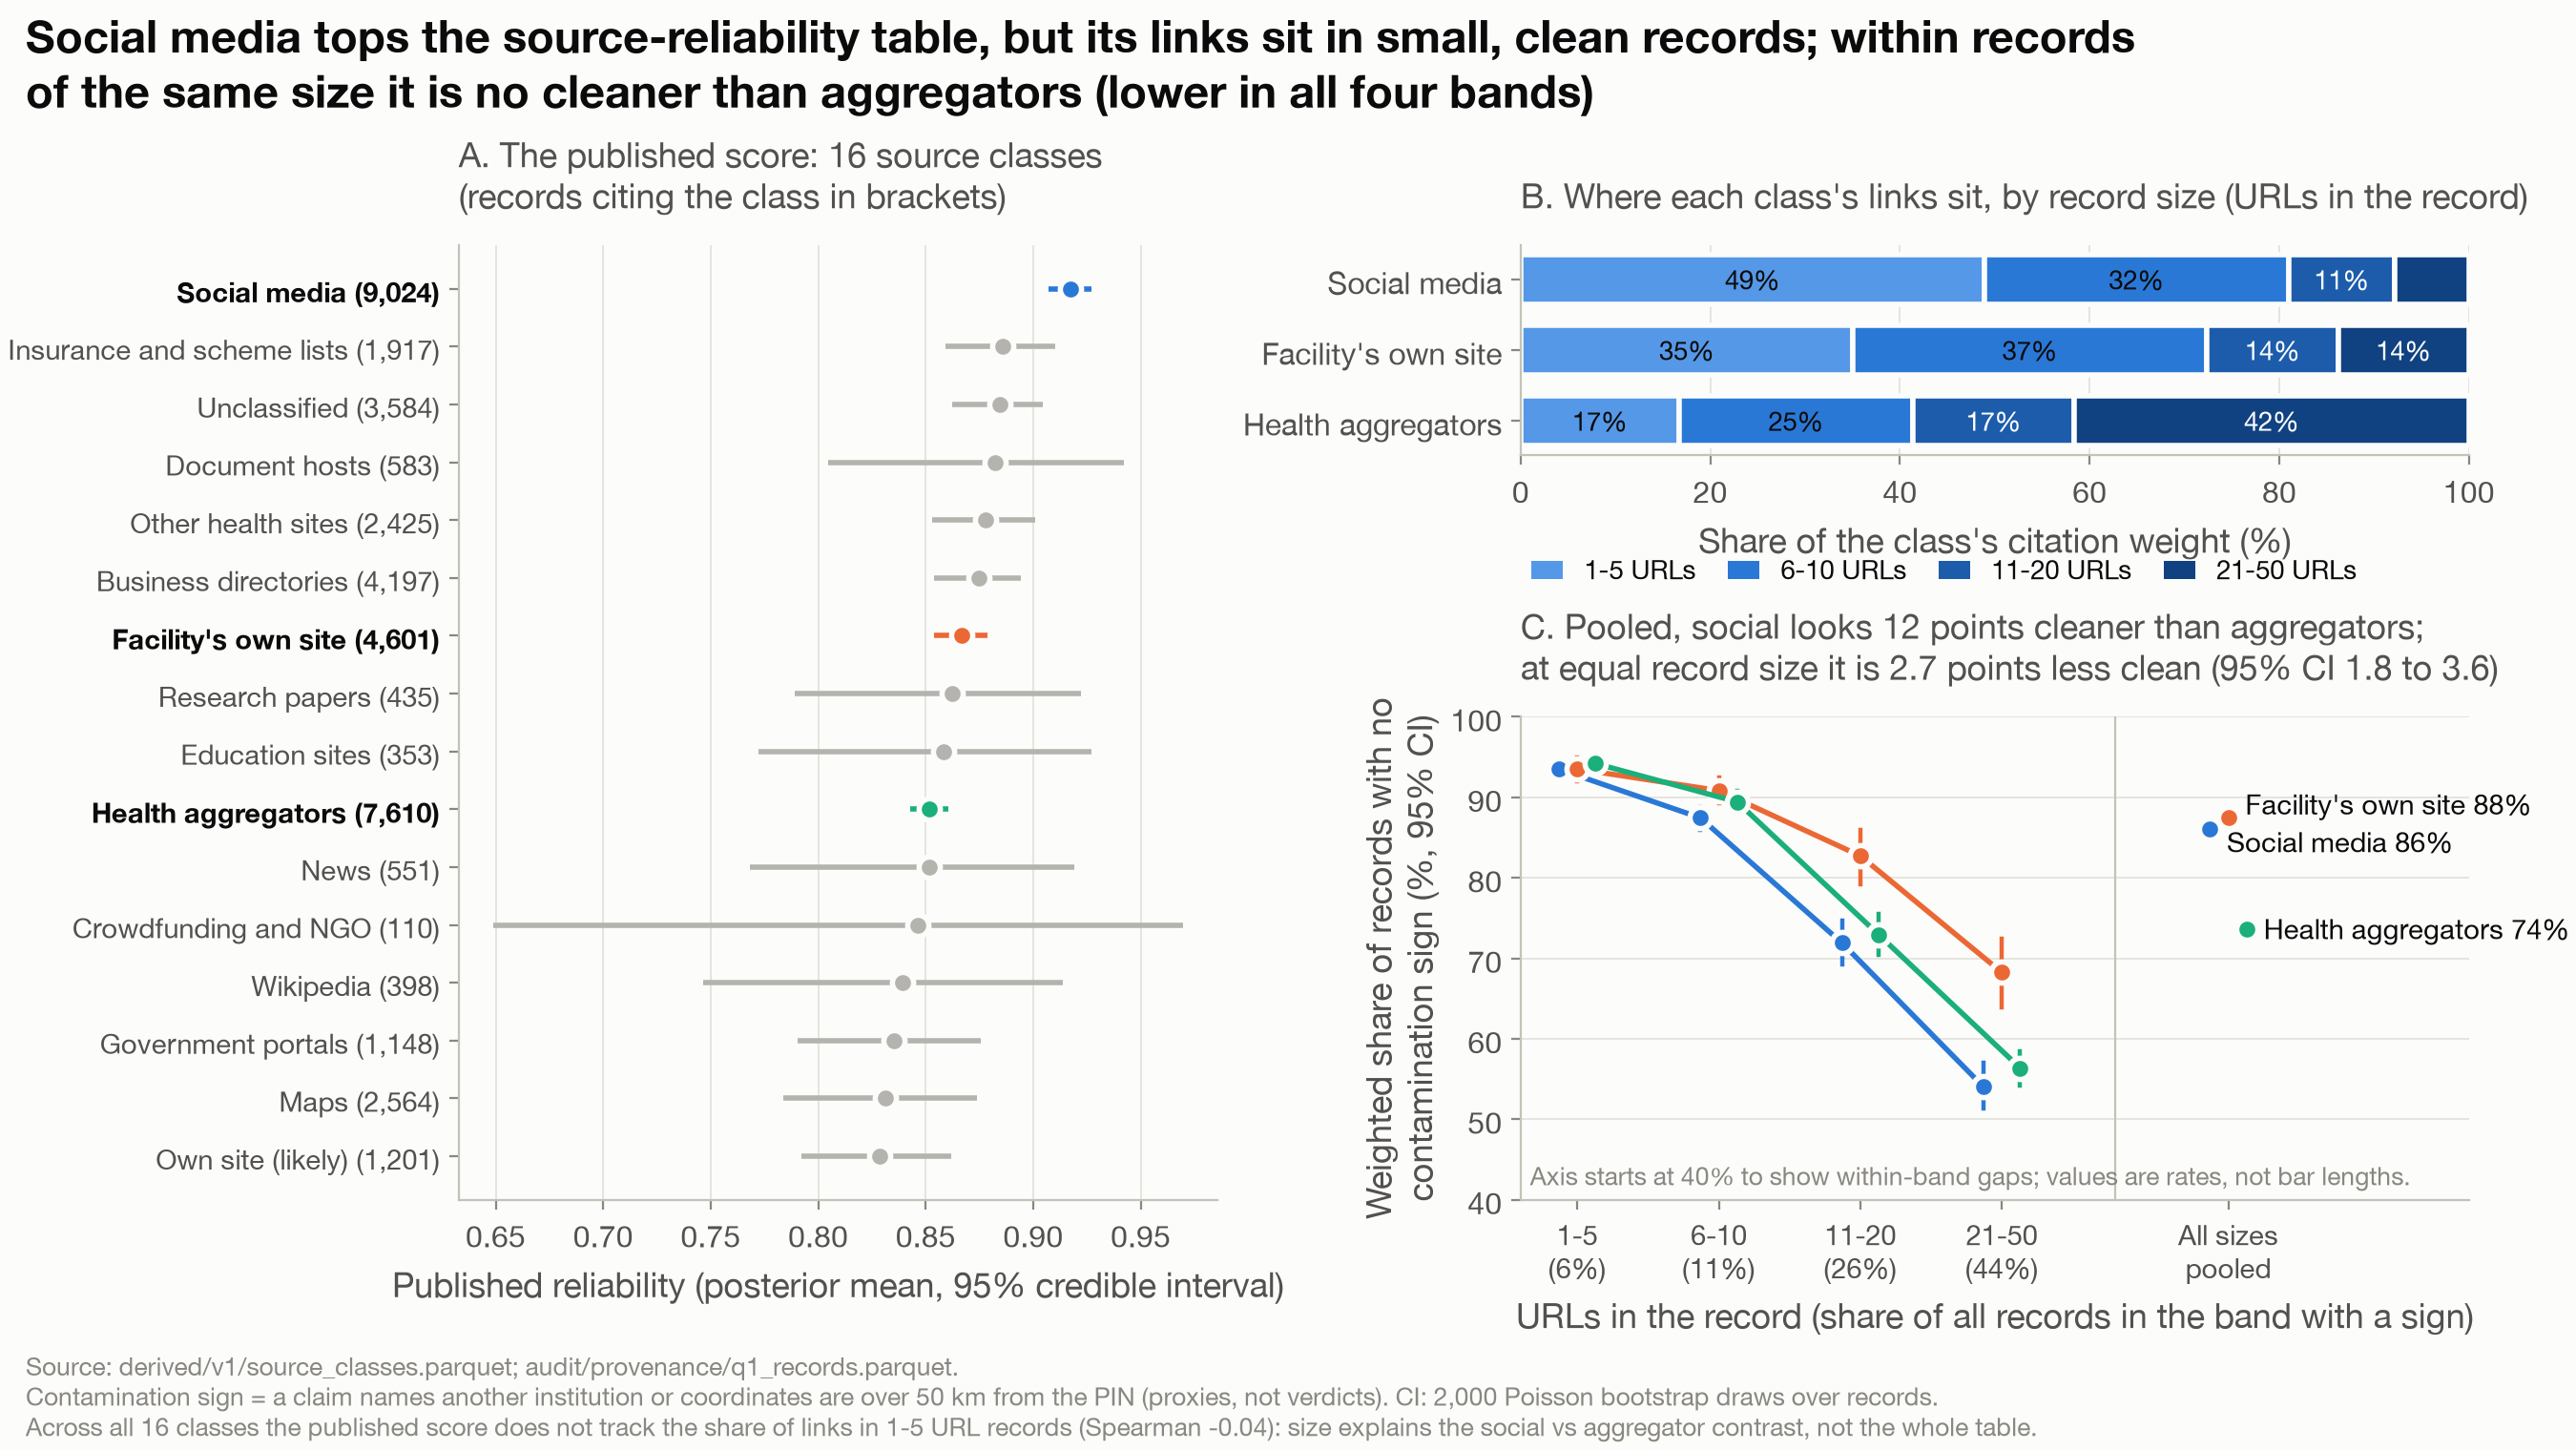 Social media tops the source-reliability table, but its links sit in small, clean records; within records
of the same size it is no cleaner than aggregators (lower in all four bands)
A. The published score: 16 source classes
(records citing the class in brackets)
Social media (9,024)
Insurance and scheme lists (1,917)
Unclassified (3,584)
Document hosts (583)
Other health sites (2,425)
Business directories (4,197)
Facility's own site (4,601)
Research papers (435)
Education sites (353)
Health aggregators (7,610)
News (551)
Crowdfunding and NGO (110)
Wikipedia (398)
Government portals (1,148)
Maps (2,564)
Own site (likely) (1,201)
0.65 0.70 0.75 0.80 0.85 0.90 0.95
Published reliability (posterior mean, 95% credible interval)
B. Where each class's links sit, by record size (URLs in the record)
Social media 49% 32% 11%
Facility's own site 35% 37% 14% 14%
Health aggregators 17% 25% 17% 42%
0 20 40 60 80 100
Share of the class's citation weight (%)
1-5 URLs 6-10 URLs 11-20 URLs 21-50 URLs
C. Pooled, social looks 12 points cleaner than aggregators;
at equal record size it is 2.7 points less clean (95% CI 1.8 to 3.6)
Weighted share of records with no
contamination sign (%, 95% CI)
100
90
80
70
60
50
40
Facility's own site 88%
Social media 86%
Health aggregators 74%
Axis starts at 40% to show within-band gaps; values are rates, not bar lengths.
1-5 6-10 11-20 21-50 All sizes
(6%) (11%) (26%) (44%) pooled
URLs in the record (share of all records in the band with a sign)
Source: derived/v1/source_classes.parquet; audit/provenance/q1_records.parquet.
Contamination sign = a claim names another institution or coordinates are over 50 km from the PIN (proxies, not verdicts). CI: 2,000 Poisson bootstrap draws over records.
Across all 16 classes the published score does not track the share of links in 1-5 URL records (Spearman -0.04): size explains the social vs aggregator contrast, not the whole table.